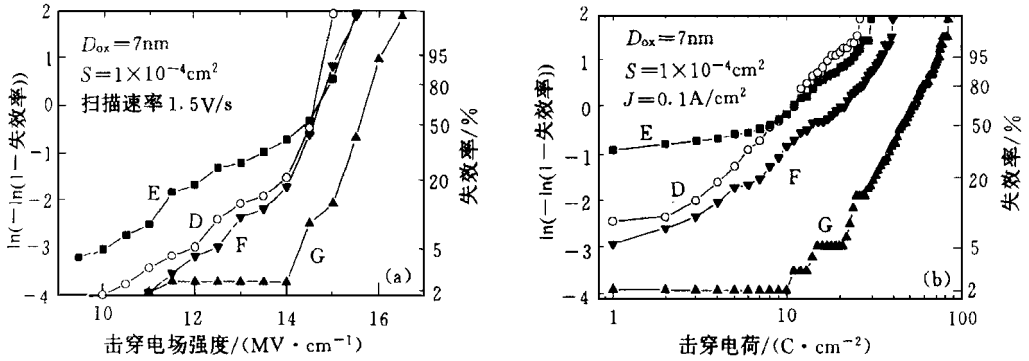 2
1
0
-1
-2
-3
-4
ln(-ln(1-失效率))
D_ox=7nm
S=1×10⁻⁴cm²
扫描速率1.5V/s
E
D
F
G
(a)
95
80
50
20
5
2
失效率/%
10
12
14
16
击穿电场强度/(MV·cm⁻¹)
2
1
0
-1
-2
-3
-4
ln(-ln(1-失效率))
D_ox=7nm
S=1×10⁻⁴cm²
J=0.1A/cm²
E
D
F
G
(b)
95
80
50
20
5
2
失效率/%
1
10
100
击穿电荷/(C·cm⁻²)